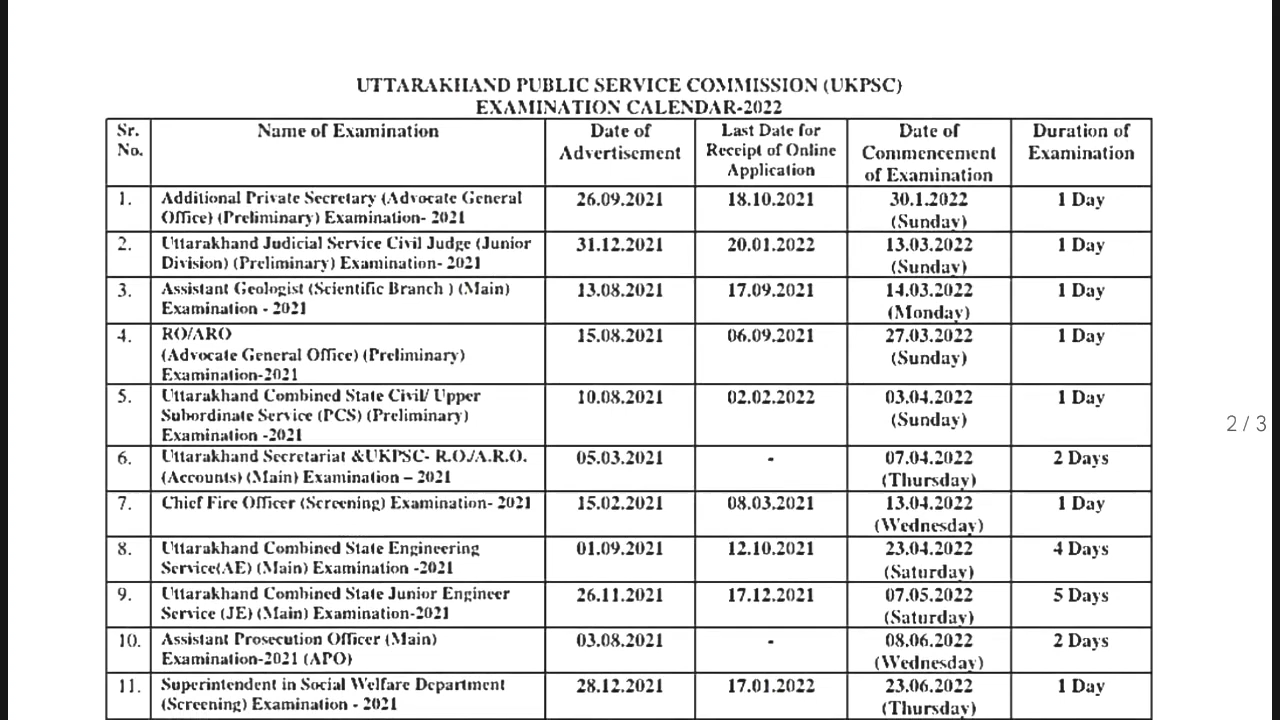 UTTARAKHAND PUBLIC SERVICE COMMISSION (UKPSC)
EXAMINATION CALENDAR-2022
Sr. No. Name of Examination Date of Advertisement Last Date for Receipt of Online Application Date of Commencement of Examination Duration of Examination
1. Additional Private Secretary (Advocate General 26.09.2021 18.10.2021 30.1.2022 1 Day
Office) (Preliminary) Examination- 2021 (Sunday)
2. Uttarakhand Judicial Service Civil Judge (Junior 31.12.2021 20.01.2022 13.03.2022 1 Day
Division) (Preliminary) Examination- 2021 (Sunday)
3. Assistant Geologist (Scientific Branch ) (Main) 13.08.2021 17.09.2021 14.03.2022 1 Day
Examination - 2021 (Monday)
4. RO/ARO 15.08.2021 06.09.2021 27.03.2022 1 Day
(Advocate General Office) (Preliminary) (Sunday)
Examination-2021
5. Uttarakhand Combined State Civil/ Upper 10.08.2021 02.02.2022 03.04.2022 1 Day
Subordinate Service (PCS) (Preliminary) (Sunday)
Examination -2021
2 / 3
6. Uttarakhand Secretariat &UKPSC- R.O./A.R.O. 05.03.2021 - 07.04.2022 2 Days
(Accounts) (Main) Examination – 2021 (Thursday)
7. Chief Fire Officer (Screening) Examination- 2021 15.02.2021 08.03.2021 13.04.2022 1 Day
(Wednesday)
8. Uttarakhand Combined State Engineering 01.09.2021 12.10.2021 23.04.2022 4 Days
Service(AE) (Main) Examination -2021 (Saturday)
9. Uttarakhand Combined State Junior Engineer 26.11.2021 17.12.2021 07.05.2022 5 Days
Service (JE) (Main) Examination-2021 (Saturday)
10. Assistant Prosecution Officer (Main) 03.08.2021 - 08.06.2022 2 Days
Examination-2021 (APO) (Wednesday)
11. Superintendent in Social Welfare Department 28.12.2021 17.01.2022 23.06.2022 1 Day
(Screening) Examination - 2021 (Thursday)